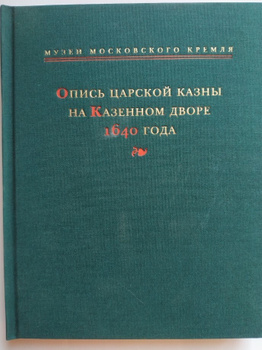 МУЗЕИ МОСКОВСКОГО КРЕМЛЯ
ОПИСЬ ЦАРСКОЙ КАЗНЫ
НА КАЗЕННОМ ДВОРЕ
1640 ГОДА